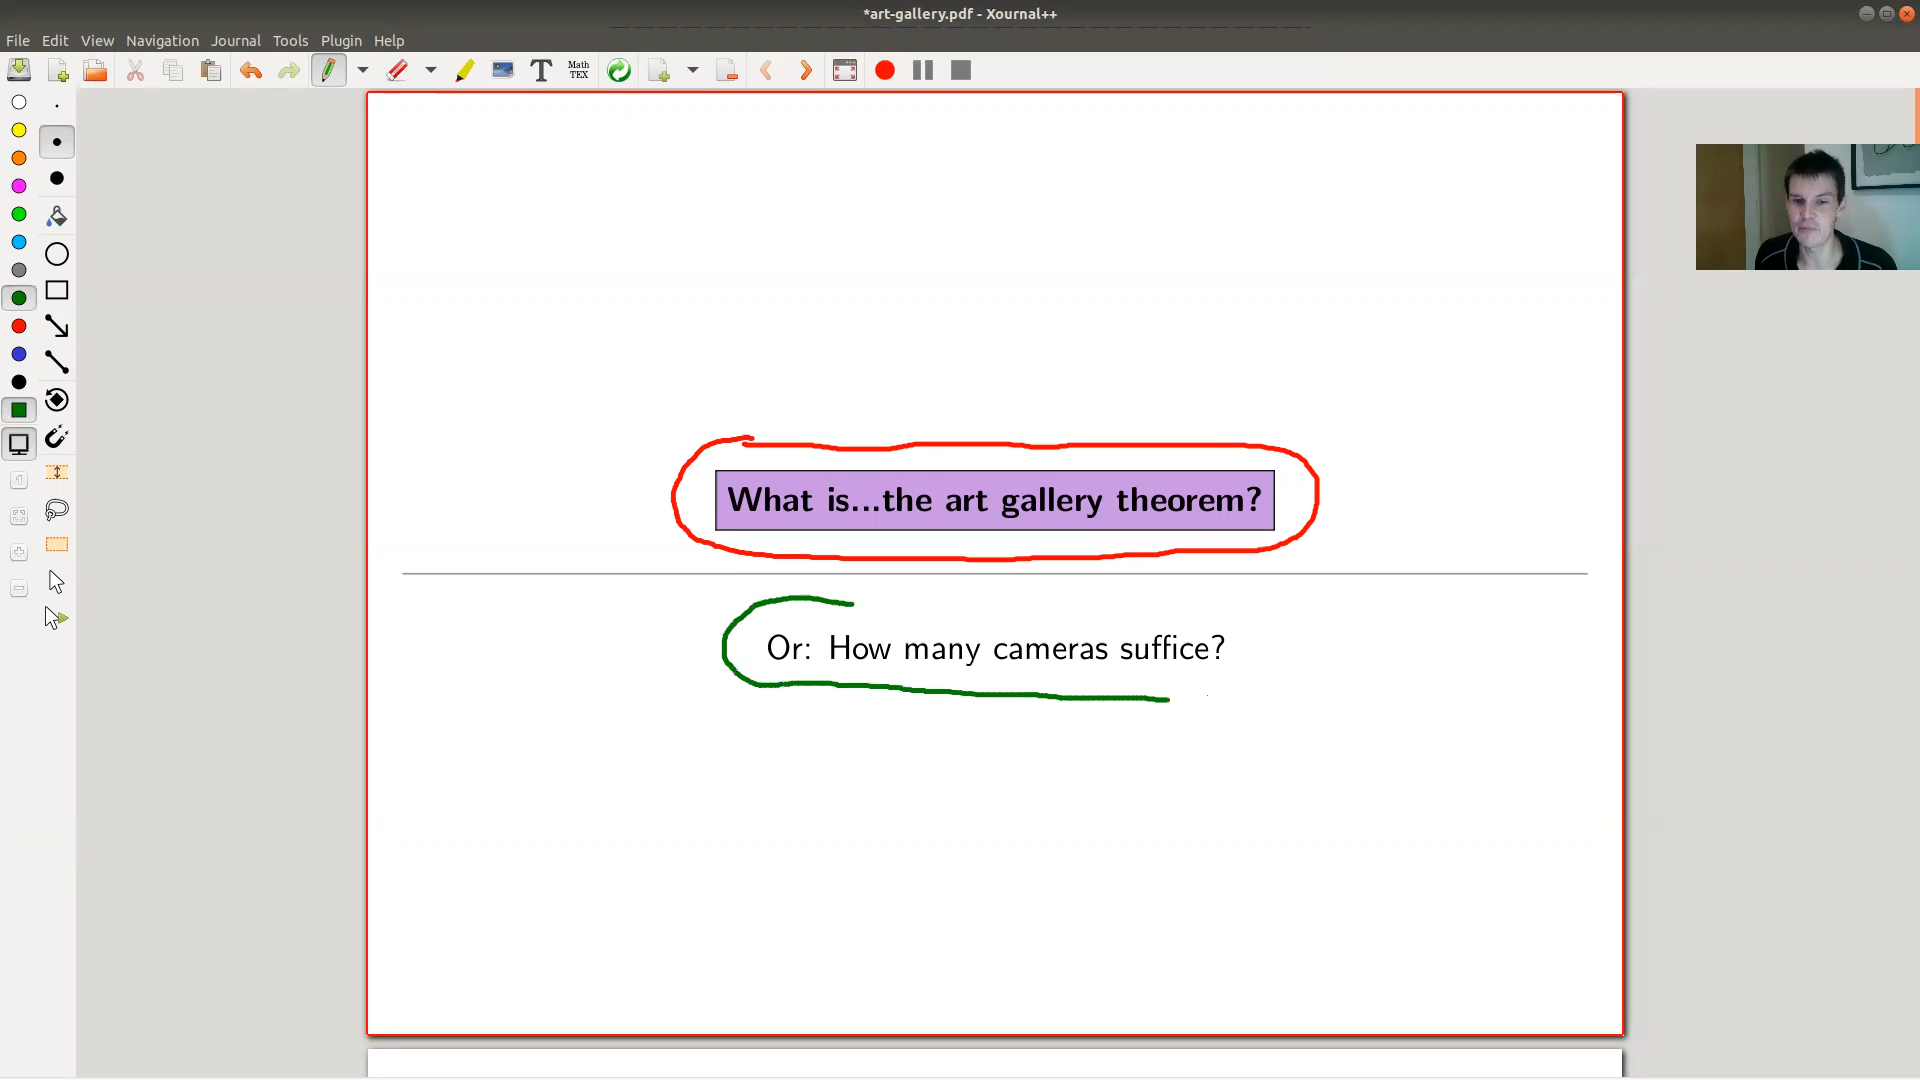 *art-gallery.pdf - Xournal++
File Edit View Navigation Journal Tools Plugin Help
Math
TEX
What is...the art gallery theorem?
Or: How many cameras suffice?